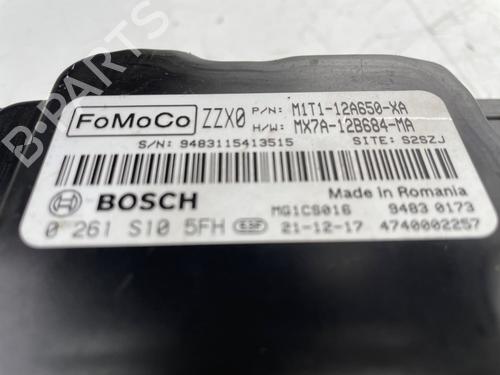 B-PARTS
FoMoCo ZZX0 P/N: M1T1-12A650-XA
H/W: MX7A-12B684-MA
S/N: 9483115413515 SITE: S2SZJ
BOSCH Made in Romania
MG1CS016 9483 0173
0 261 S10 5FH ESF 21-12-17 4740002257